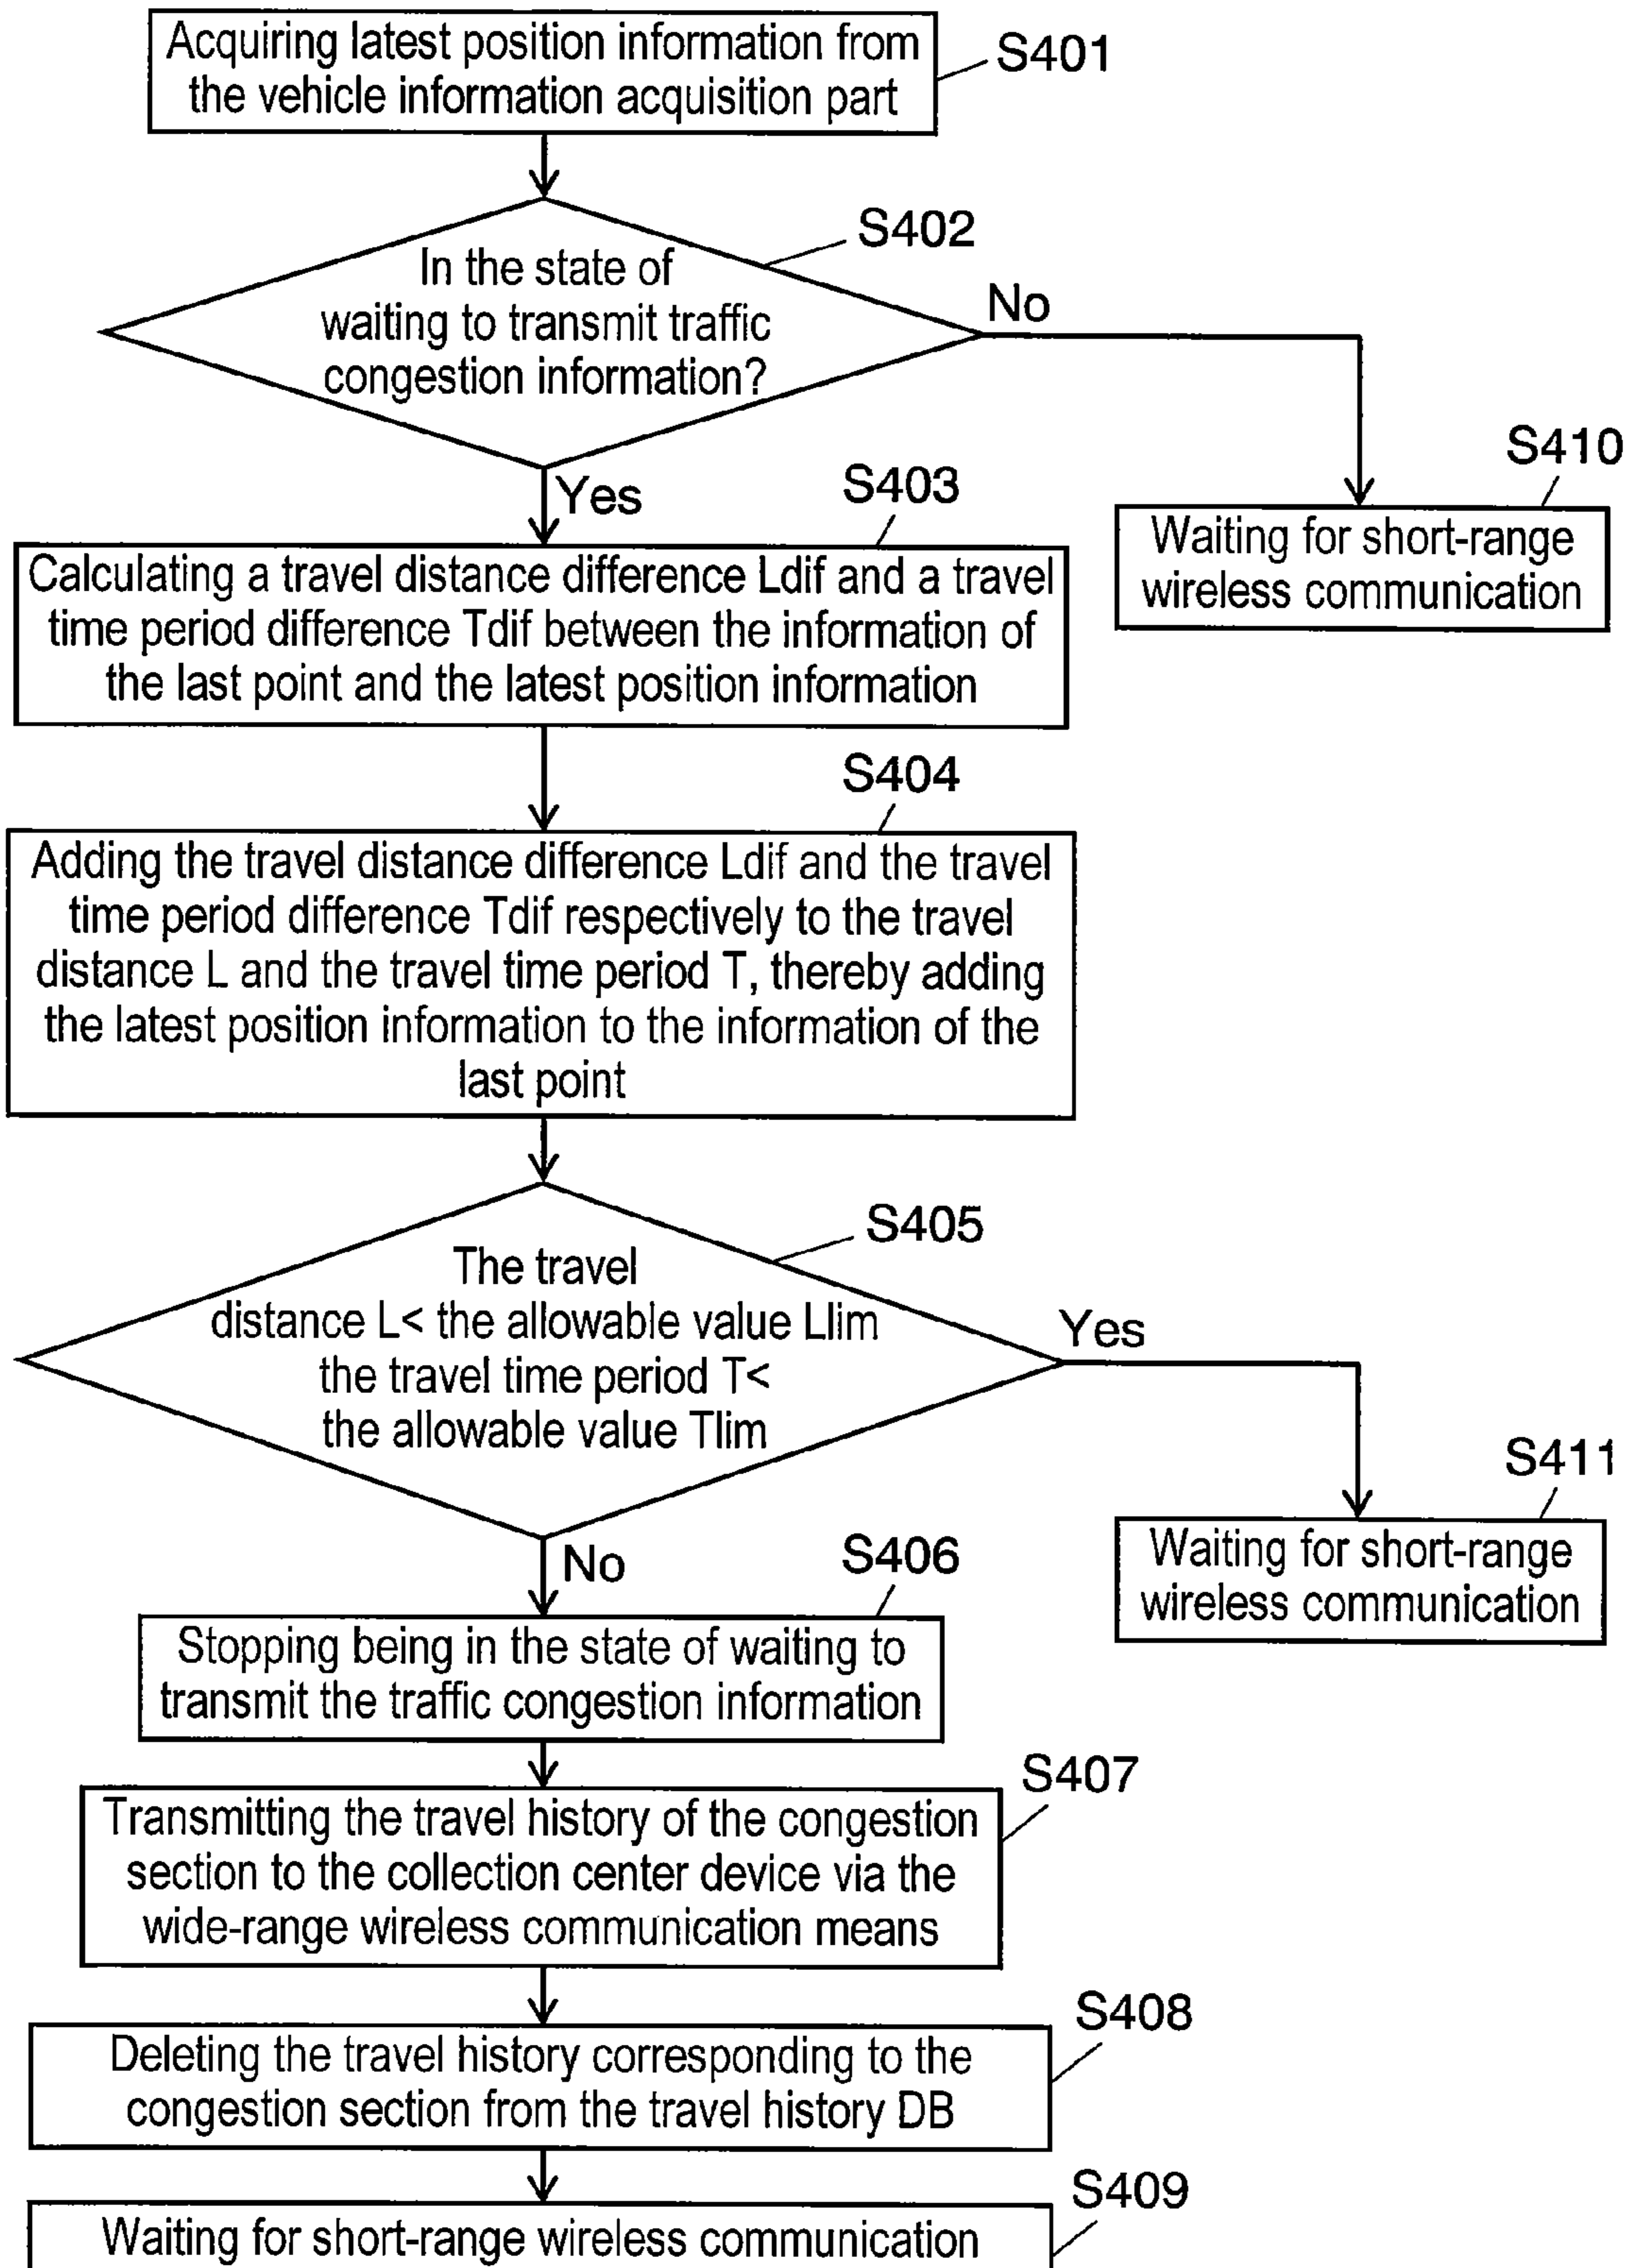 Acquiring latest position information from
the vehicle information acquisition part
S401
S402
In the state of
waiting to transmit traffic
congestion information?
No
Yes
S403
S410
Waiting for short-range
wireless communication
Calculating a travel distance difference Ldif and a travel
time period difference Tdif between the information of
the last point and the latest position information
S404
Adding the travel distance difference Ldif and the travel
time period difference Tdif respectively to the travel
distance L and the travel time period T, thereby adding
the latest position information to the information of the
last point
S405
The travel
distance L< the allowable value Llim
the travel time period T<
the allowable value Tlim
Yes
No
S411
Waiting for short-range
wireless communication
S406
Stopping being in the state of waiting to
transmit the traffic congestion information
S407
Transmitting the travel history of the congestion
section to the collection center device via the
wide-range wireless communication means
S408
Deleting the travel history corresponding to the
congestion section from the travel history DB
S409
Waiting for short-range wireless communication